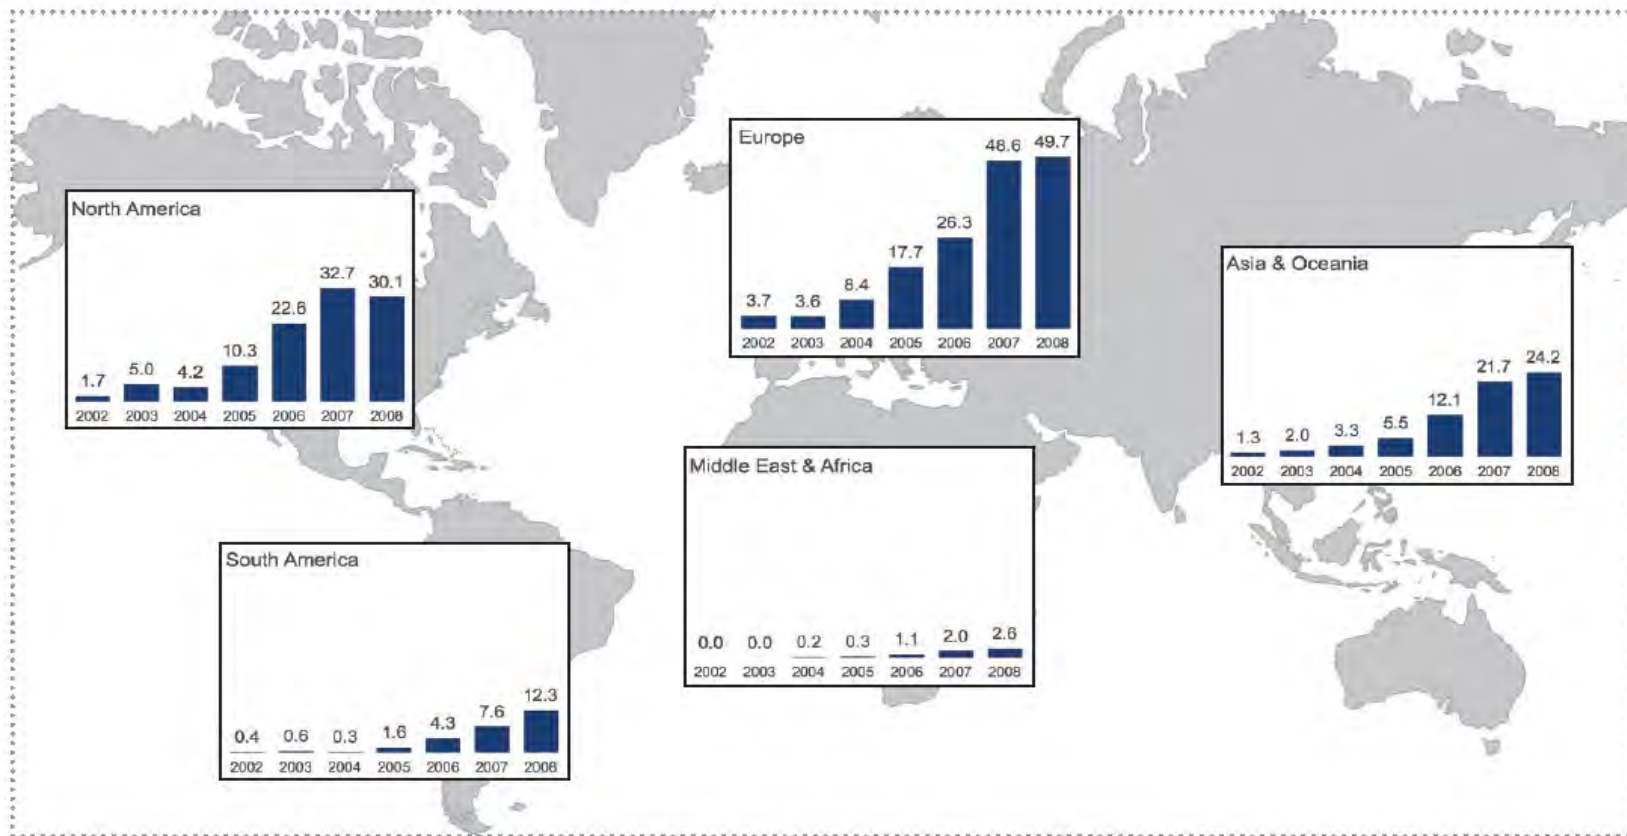 North America
1.7 5.0 4.2 10.3 22.6 32.7 30.1
2002 2003 2004 2005 2006 2007 2008
Europe
3.7 3.6 8.4 17.7 26.3 48.6 49.7
2002 2003 2004 2005 2006 2007 2008
Asia & Oceania
1.3 2.0 3.3 5.5 12.1 21.7 24.2
2002 2003 2004 2005 2006 2007 2008
Middle East & Africa
0.0 0.0 0.2 0.3 1.1 2.0 2.6
2002 2003 2004 2005 2006 2007 2008
South America
0.4 0.6 0.3 1.6 4.3 7.6 12.3
2002 2003 2004 2005 2006 2007 2008